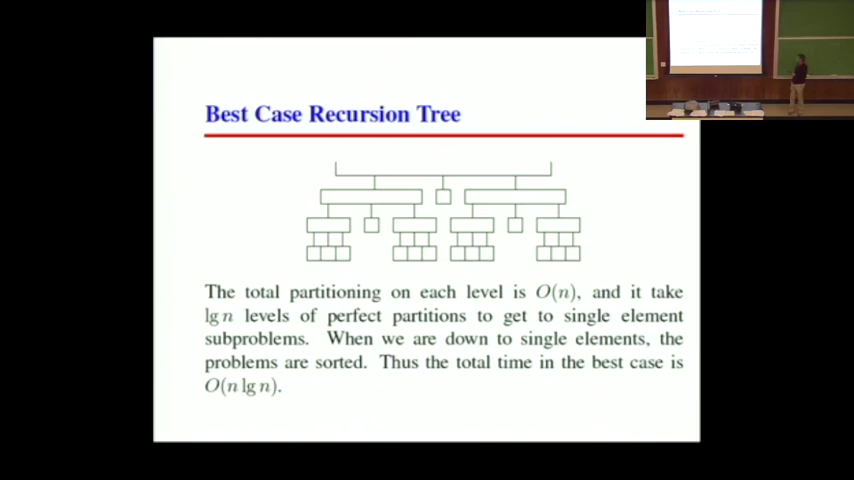 Best Case Recursion Tree
The total partitioning on each level is O(n), and it take
lg n levels of perfect partitions to get to single element
subproblems. When we are down to single elements, the
problems are sorted. Thus the total time in the best case is
O(n lg n).